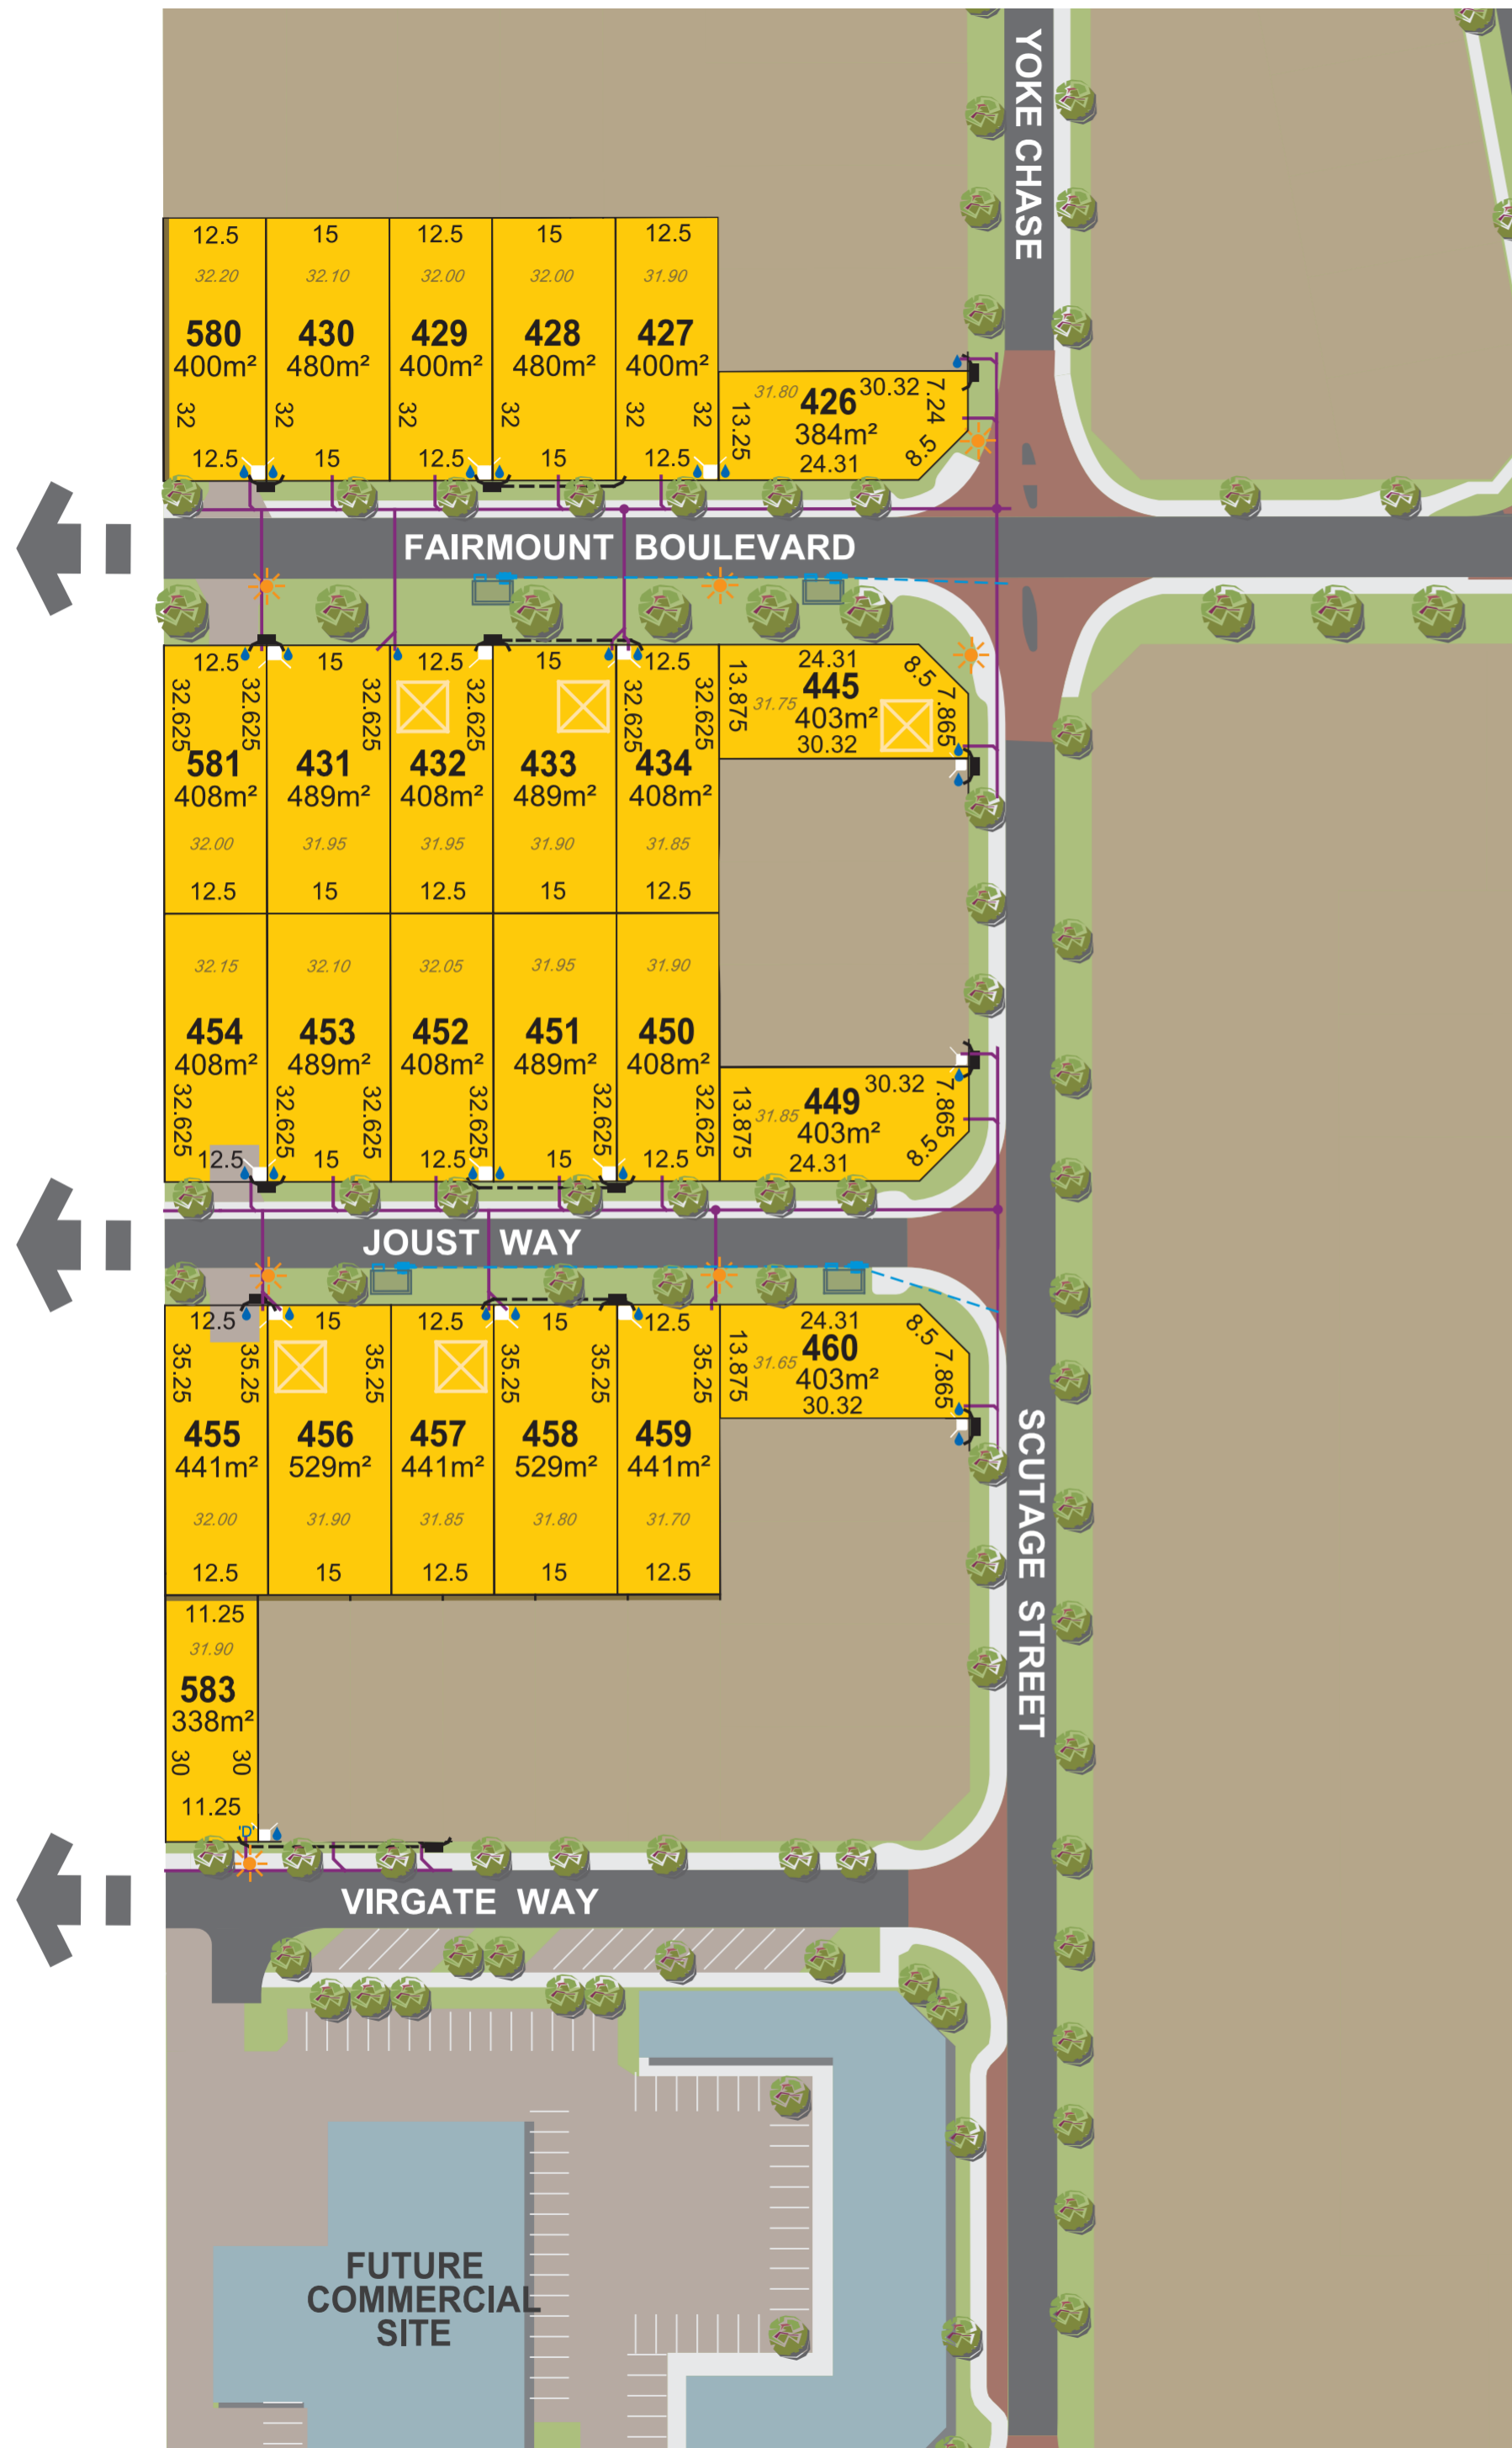 YOKE CHASE
12.5 15 12.5 15 12.5
32.20 32.10 32.00 32.00 31.90
580 430 429 428 427
400m² 480m² 400m² 480m² 400m²
32 32 32 32 32 32
12.5 15 12.5 15 12.5
31.80 426 30.32 7.24
13.25 384m²
24.31 8.5
FAIRMOUNT BOULEVARD
12.5 15 12.5 15 12.5
32.625 32.625 32.625 32.625 32.625 32.625
581 431 432 433 434
408m² 489m² 408m² 489m² 408m²
32.00 31.95 31.95 31.90 31.85
12.5 15 12.5 15 12.5
24.31 8.5
13.875 31.75 445 7.865
403m²
30.32
32.15 32.10 32.05 31.95 31.90
454 453 452 451 450
408m² 489m² 408m² 489m² 408m²
32.625 32.625 32.625 32.625 32.625 32.625
12.5 15 12.5 15 12.5
30.32
13.875 31.85 449 7.865
403m²
24.31 8.5
JOUST WAY
12.5 15 12.5 15 12.5
35.25 35.25 35.25 35.25 35.25 35.25
455 456 457 458 459
441m² 529m² 441m² 529m² 441m²
32.00 31.90 31.85 31.80 31.70
12.5 15 12.5 15 12.5
24.31 8.5
13.875 31.65 460 7.865
403m²
30.32
SCUTAGE STREET
11.25
31.90
583
338m²
30 30
11.25
'D'
VIRGATE WAY
FUTURE
COMMERCIAL
SITE